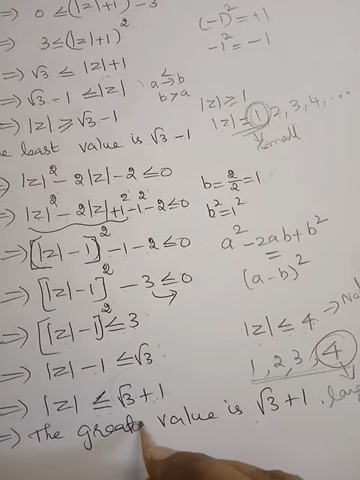 ⇒ 0 ≤ (|z|+1)² - 3
⇒ 3 ≤ (|z|+1)²
⇒ √3 ≤ |z|+1
⇒ √3 - 1 ≤ |z|
⇒ |z| ≥ √3 - 1
least value is √3 - 1
⇒ |z|² - 2|z| - 2 ≤ 0
⇒ |z|² - 2|z| + 1² - 1² - 2 ≤ 0
⇒ [|z| - 1]² - 1 - 2 ≤ 0
⇒ [|z| - 1]² - 3 ≤ 0
⇒ [|z| - 1]² ≤ 3
⇒ |z| - 1 ≤ √3
⇒ |z| ≤ √3 + 1
⇒ The value is √3 + 1.
(-1)² = +1
-1² = -1
a ≤ b
b > a
|z| ≥ 1
|z| = 1, 2, 3, 4, ...
small
b = 2/2 = 1
b² = 1²
a² - 2ab + b²
=
(a - b)²
|z| ≤ 4 →
1, 2, 3, 4